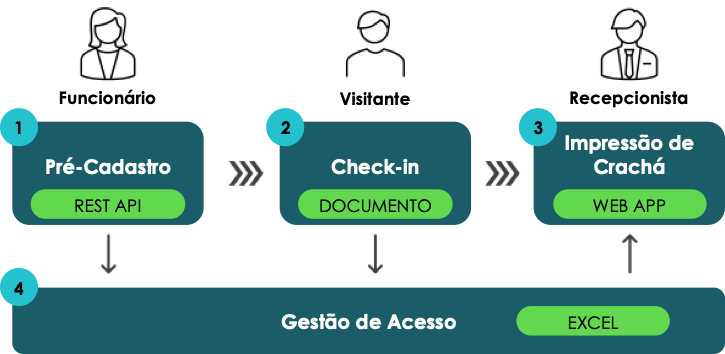 Funcionário
Visitante
Recepcionista
1
Pré-Cadastro
REST API
2
Check-in
DOCUMENTO
3
Impressão de
Crachá
WEB APP
4
Gestão de Acesso
EXCEL